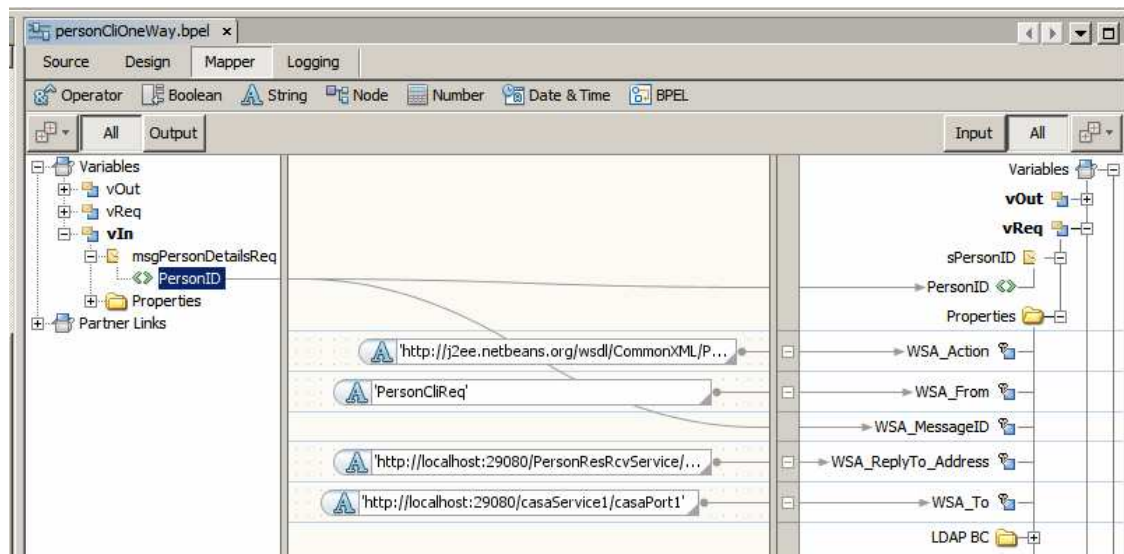 personCliOneWay.bpel x
Source Design Mapper Logging
Operator Boolean String Node Number Date & Time BPEL
All Output Input All
Variables Variables
vOut vOut
vReq vReq
vIn
msgPersonDetailsReq sPersonID
PersonID PersonID
Properties Properties
Partner Links
'http://j2ee.netbeans.org/wsdl/CommonXML/P... WSA_Action
'PersonCliReq' WSA_From
WSA_MessageID
'http://localhost:29080/PersonResRcvService/... WSA_ReplyTo_Address
'http://localhost:29080/casaService1/casaPort1' WSA_To
LDAP BC